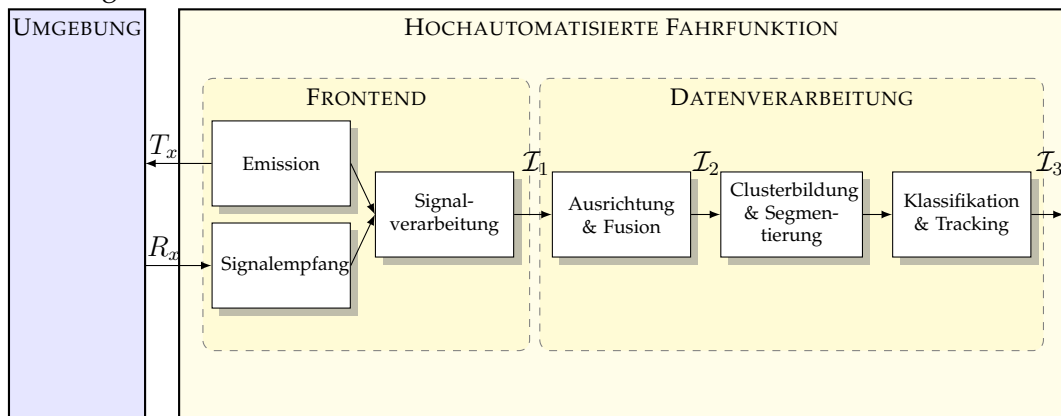 UMGEBUNG
HOCHAUTOMATISIERTE FAHRFUNKTION
FRONTEND
DATENVERARBEITUNG
T_x
Emission
R_x
Signalempfang
Signal-
verarbeitung
I_1
Ausrichtung
& Fusion
I_2
Clusterbildung
& Segmen-
tierung
Klassifikation
& Tracking
I_3